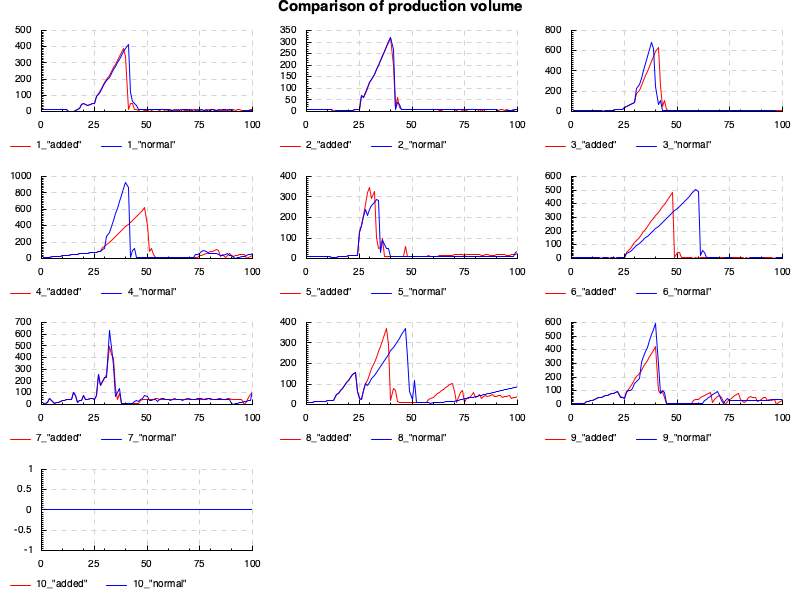 Comparison of production volume
500 350 800
400 300 600
300 250 400
200 200 200
100 150 0
0 100
50
0
0 25 50 75 100 0 25 50 75 100 0 25 50 75 100
1_"added" 1_"normal" 2_"added" 2_"normal" 3_"added" 3_"normal"
1000 400 600
800 300 500
600 200 400
400 100 300
200 0 200
0 100
0
0 25 50 75 100 0 25 50 75 100 0 25 50 75 100
4_"added" 4_"normal" 5_"added" 5_"normal" 6_"added" 6_"normal"
700 400 600
600 300 500
500 200 400
400 100 300
300 0 200
200 100
100 0
0
0 25 50 75 100 0 25 50 75 100 0 25 50 75 100
7_"added" 7_"normal" 8_"added" 8_"normal" 9_"added" 9_"normal"
1
0.5
0
-0.5
-1
0 25 50 75 100
10_"added" 10_"normal"